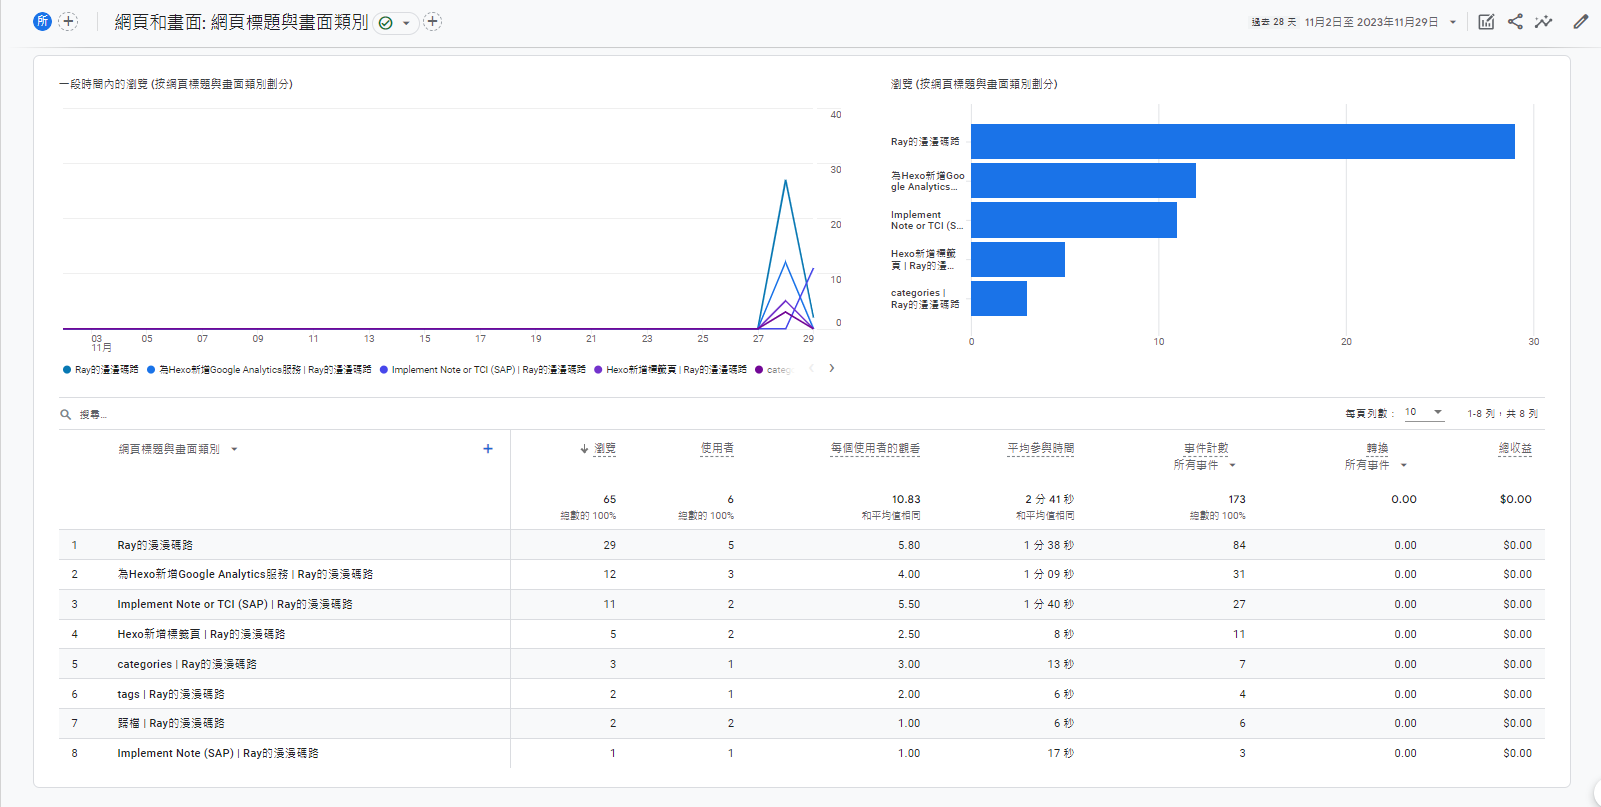 所
網頁和畫面: 網頁標題與畫面類別
過去 28 天 11月2日至 2023年11月29日
一段時間內的瀏覽 (按網頁標題與畫面類別劃分)
40
30
20
10
0
03 05 07 09 11 13 15 17 19 21 23 25 27 29
11月
Ray的漫漫碼路 為Hexo新增Google Analytics服務 | Ray的漫漫碼路 Implement Note or TCI (SAP) | Ray的漫漫碼路 Hexo新增標籤頁 | Ray的漫漫碼路 catego
瀏覽 (按網頁標題與畫面類別劃分)
Ray的漫漫碼路
為Hexo新增Goo
gle Analytics...
Implement
Note or TCI (S...
Hexo新增標籤
頁 | Ray的漫...
categories |
Ray的漫漫碼路
0 10 20 30
搜尋...
每頁列數： 10 1-8 列，共 8 列
網頁標題與畫面類別 瀏覽 使用者 每個使用者的觀看 平均參與時間 事件計數 轉換 總收益
所有事件 所有事件
65 6 10.83 2 分 41 秒 173 0.00 $0.00
總數的 100% 總數的 100% 和平均值相同 和平均值相同 總數的 100%
1 Ray的漫漫碼路 29 5 5.80 1 分 38 秒 84 0.00 $0.00
2 為Hexo新增Google Analytics服務 | Ray的漫漫碼路 12 3 4.00 1 分 09 秒 31 0.00 $0.00
3 Implement Note or TCI (SAP) | Ray的漫漫碼路 11 2 5.50 1 分 40 秒 27 0.00 $0.00
4 Hexo新增標籤頁 | Ray的漫漫碼路 5 2 2.50 8 秒 11 0.00 $0.00
5 categories | Ray的漫漫碼路 3 1 3.00 13 秒 7 0.00 $0.00
6 tags | Ray的漫漫碼路 2 1 2.00 6 秒 4 0.00 $0.00
7 歸檔 | Ray的漫漫碼路 2 2 1.00 6 秒 6 0.00 $0.00
8 Implement Note (SAP) | Ray的漫漫碼路 1 1 1.00 17 秒 3 0.00 $0.00